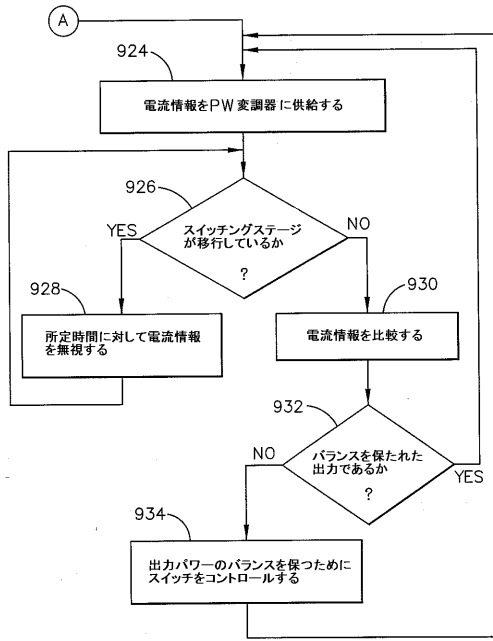 A
924
電流情報をPW変調器に供給する
926
スイッチングステージ
が移行しているか
?
YES
NO
928
所定時間に対して電流情報
を無視する
930
電流情報を比較する
932
バランスを保たれた
出力であるか
?
NO
YES
934
出力パワーのバランスを保つために
スイッチをコントロールする